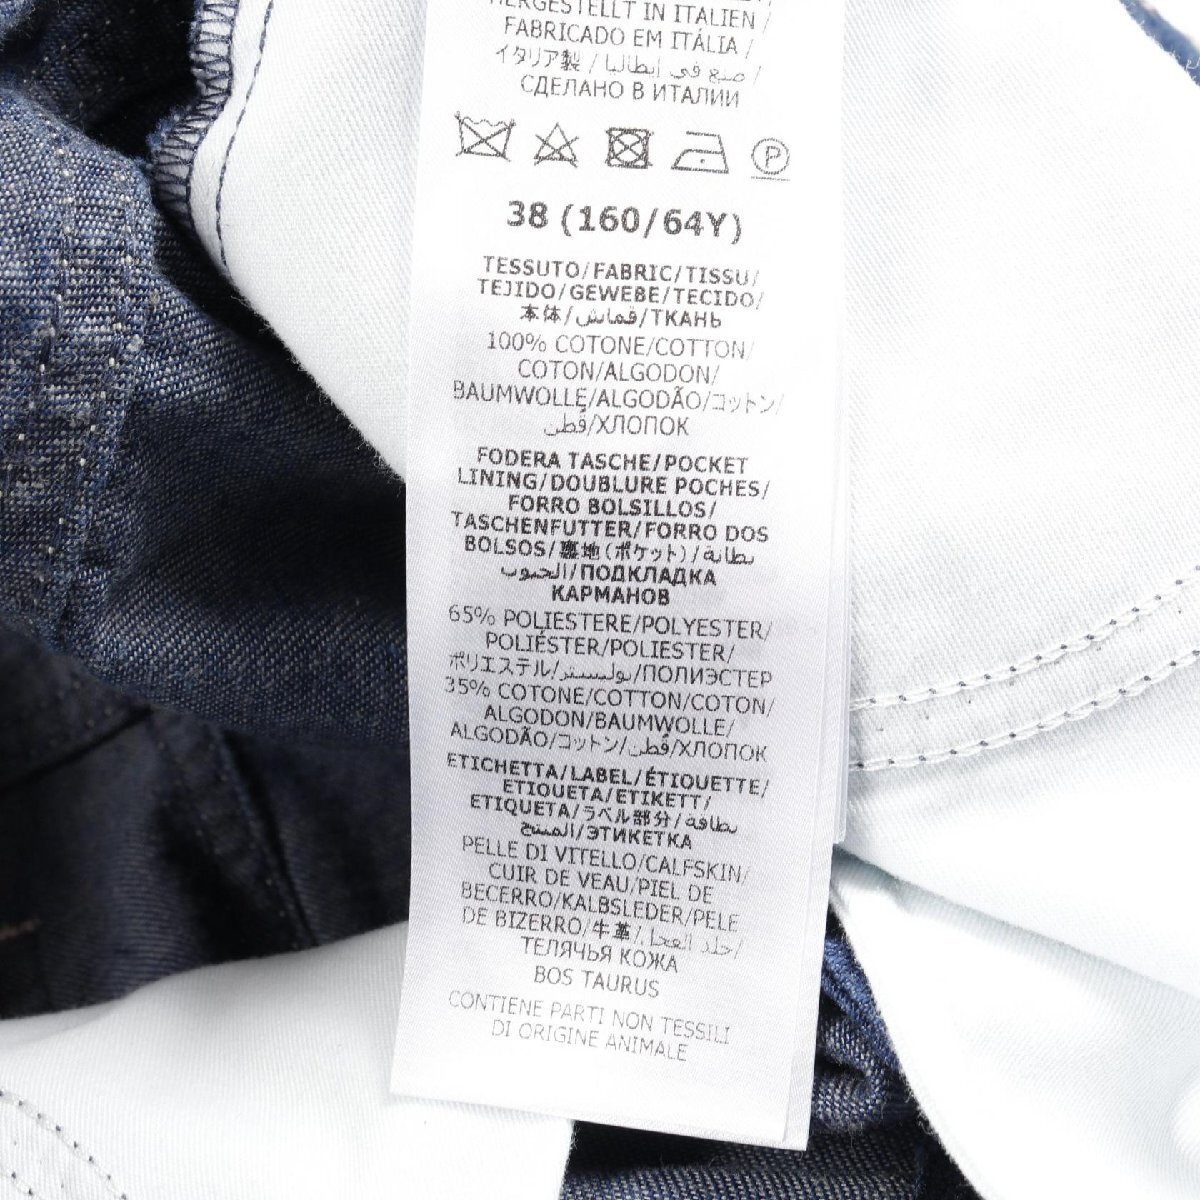 HERGESTELLT IN ITALIEN/
FABRICADO EM ITÁLIA /
イタリア製 / صنع في إيطاليا /
СДЕЛАНО В ИТАЛИИ
P
38 (160/64Y)
TESSUTO/FABRIC/TISSU/
TEJIDO/GEWEBE/TECIDO/
本体/قماش/ТКАНЬ
100% COTONE/COTTON/
COTON/ALGODON/
BAUMWOLLE/ALGODÃO/コットン/
قطن/ХЛОПОК
FODERA TASCHE/POCKET
LINING/DOUBLURE POCHES/
FORRO BOLSILLOS/
TASCHENFUTTER/FORRO DOS
BOLSOS/裏地(ポケット)/بطانة
الجيوب/ПОДКЛАДКА
КАРМАНОВ
65% POLIESTERE/POLYESTER/
POLIÉSTER/POLIESTER/
ポリエステル/بوليستر/ПОЛИЭСТЕР
35% COTONE/COTTON/COTON/
ALGODON/BAUMWOLLE/
ALGODÃO/コットン/قطن/ХЛОПОК
ETICHETTA/LABEL/ÉTIQUETTE/
ETIQUETA/ETIKETT/
ETIQUETA/ラベル部分/بطاقة
المنتج/ЭТИКЕТКА
PELLE DI VITELLO/CALFSKIN/
CUIR DE VEAU/PIEL DE
BECERRO/KALBSLEDER/PELE
DE BIZERRO/牛革/جلد العجل/
ТЕЛЯЧЬЯ КОЖА
BOS TAURUS
CONTIENE PARTI NON TESSILI
DI ORIGINE ANIMALE